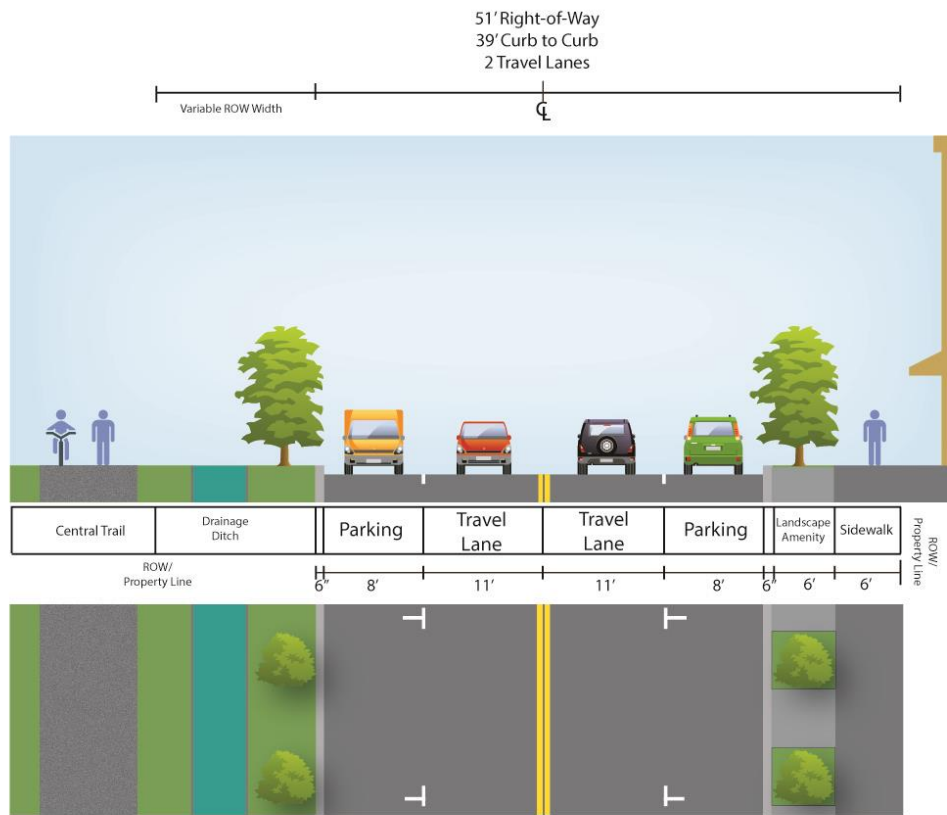 51' Right-of-Way
39' Curb to Curb
2 Travel Lanes
Variable ROW Width
℄
Central Trail
Drainage
Ditch
Parking
Travel
Lane
Travel
Lane
Parking
Landscape
Amenity
Sidewalk
ROW/
Property Line
ROW/
Property Line
6"
8'
11'
11'
8'
6"
6'
6'